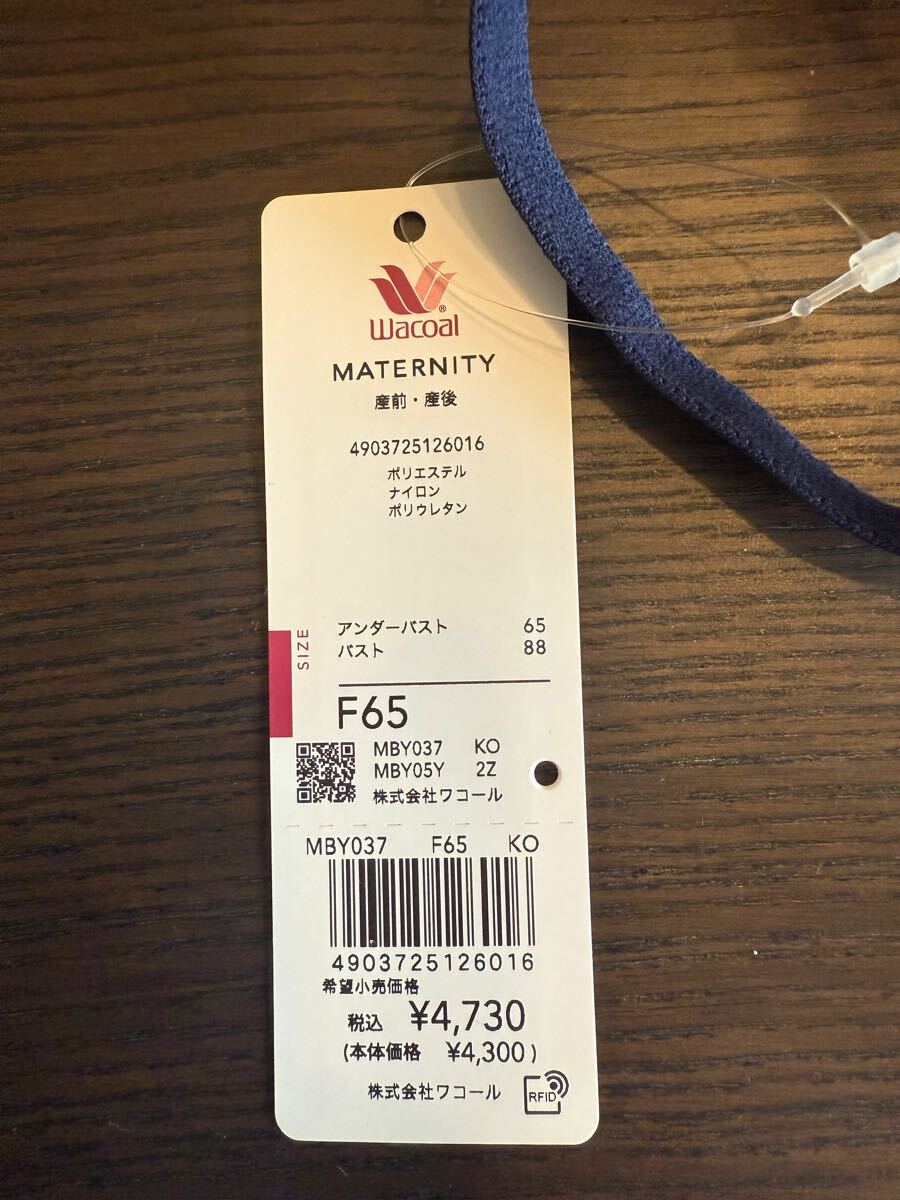 Wacoal®
MATERNITY
産前・産後
4903725126016
ポリエステル
ナイロン
ポリウレタン
SIZE
アンダーバスト 65
バスト 88
F65
MBY037 KO
MBY05Y 2Z
株式会社ワコール
MBY037 F65 KO
4903725126016
希望小売価格
税込 ¥4,730
(本体価格 ¥4,300)
株式会社ワコール
RFID